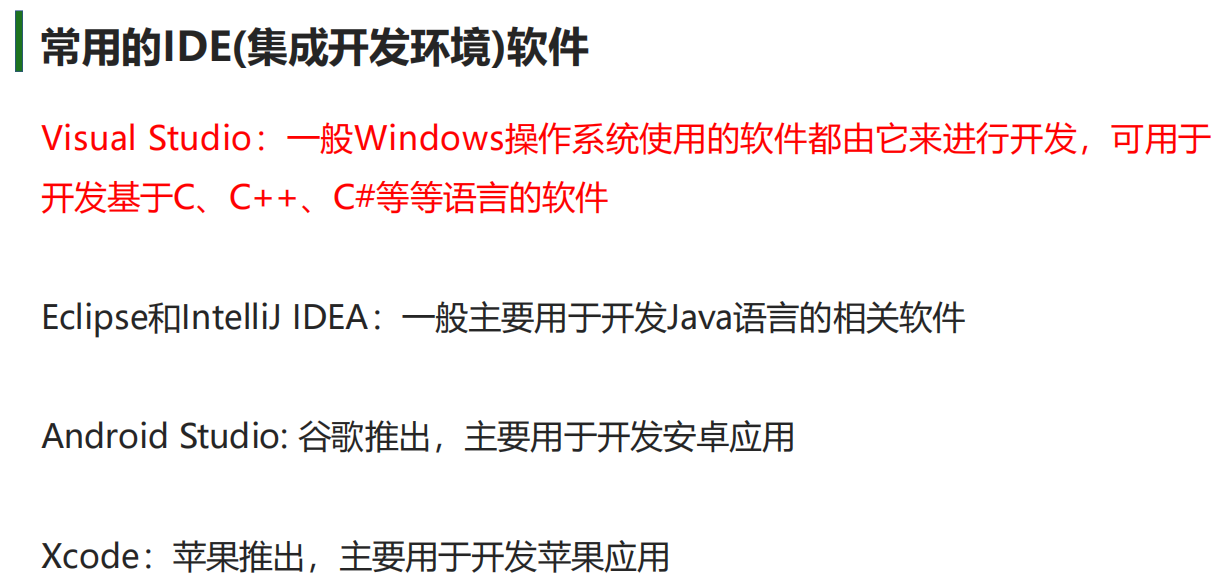 常用的IDE(集成开发环境)软件
Visual Studio：一般Windows操作系统使用的软件都由它来进行开发，可用于
开发基于C、C++、C#等等语言的软件
Eclipse和IntelliJ IDEA：一般主要用于开发Java语言的相关软件
Android Studio: 谷歌推出，主要用于开发安卓应用
Xcode：苹果推出，主要用于开发苹果应用